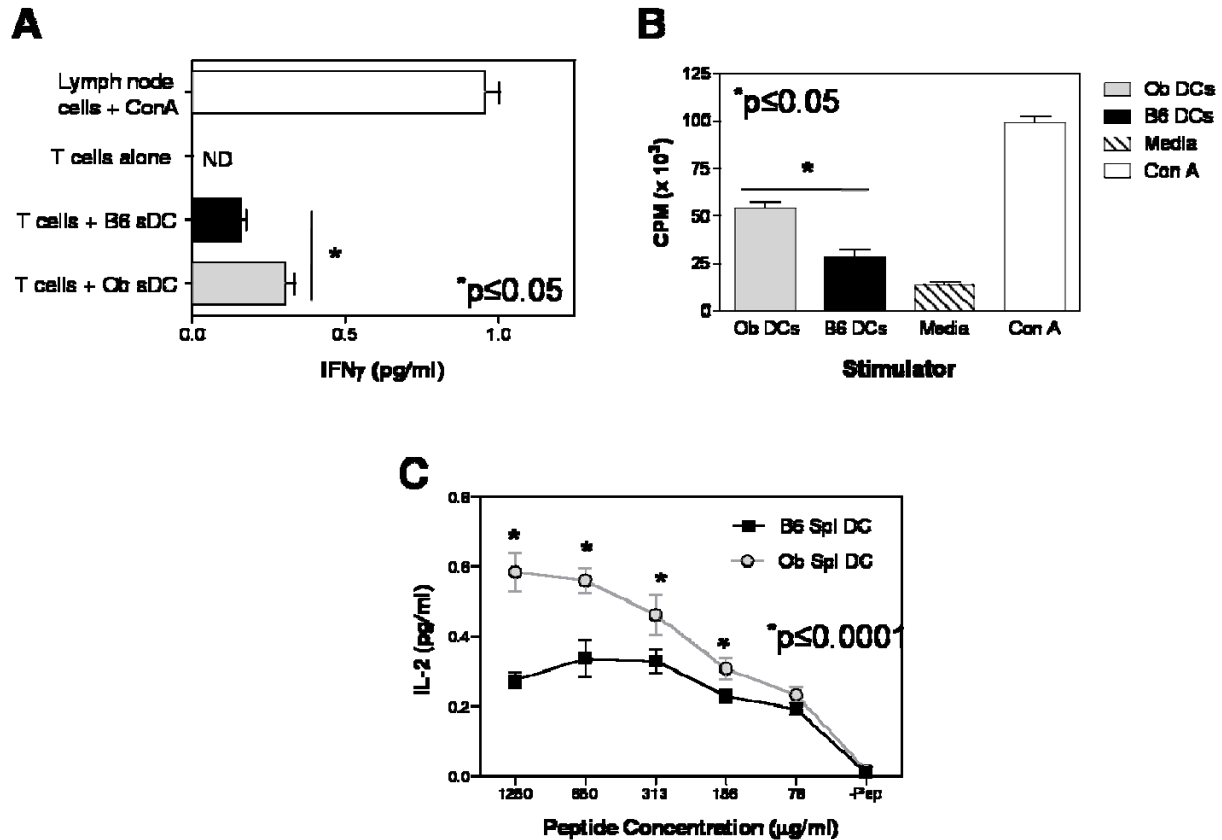 A
Lymph node
cells + ConA
T cells alone
ND
T cells + B6 sDC
T cells + Ob sDC
*
*p≤0.05
0.0
0.5
1.0
IFNγ (pg/ml)
B
125
100
75
50
25
0
CPM (x 10³)
*p≤0.05
*
Ob DCs
B6 DCs
Media
Con A
Ob DCs
B6 DCs
Media
Con A
Stimulator
C
0.8
0.6
0.4
0.2
0.0
IL-2 (pg/ml)
* * * *
B6 Spl DC
Ob Spl DC
*p≤0.0001
1250
650
313
156
78
-Pep
Peptide Concentration (μg/ml)